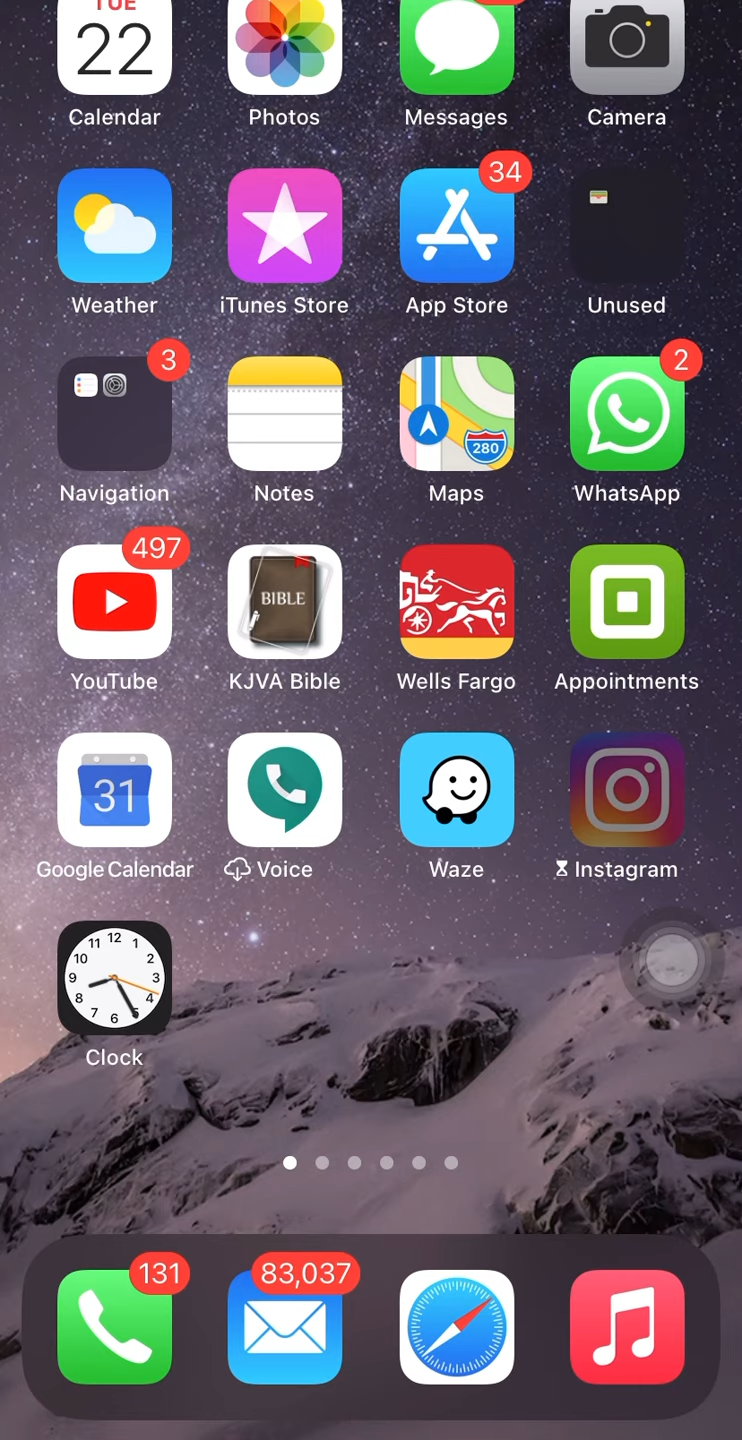 TUE
22
Calendar Photos Messages Camera
34
Weather iTunes Store App Store Unused
3 2
280
Navigation Notes Maps WhatsApp
497
BIBLE
YouTube KJVA Bible Wells Fargo Appointments
31
Google Calendar Voice Waze Instagram
12 1 2 3 4 5 6 7 8 9 10 11
Clock
131 83,037